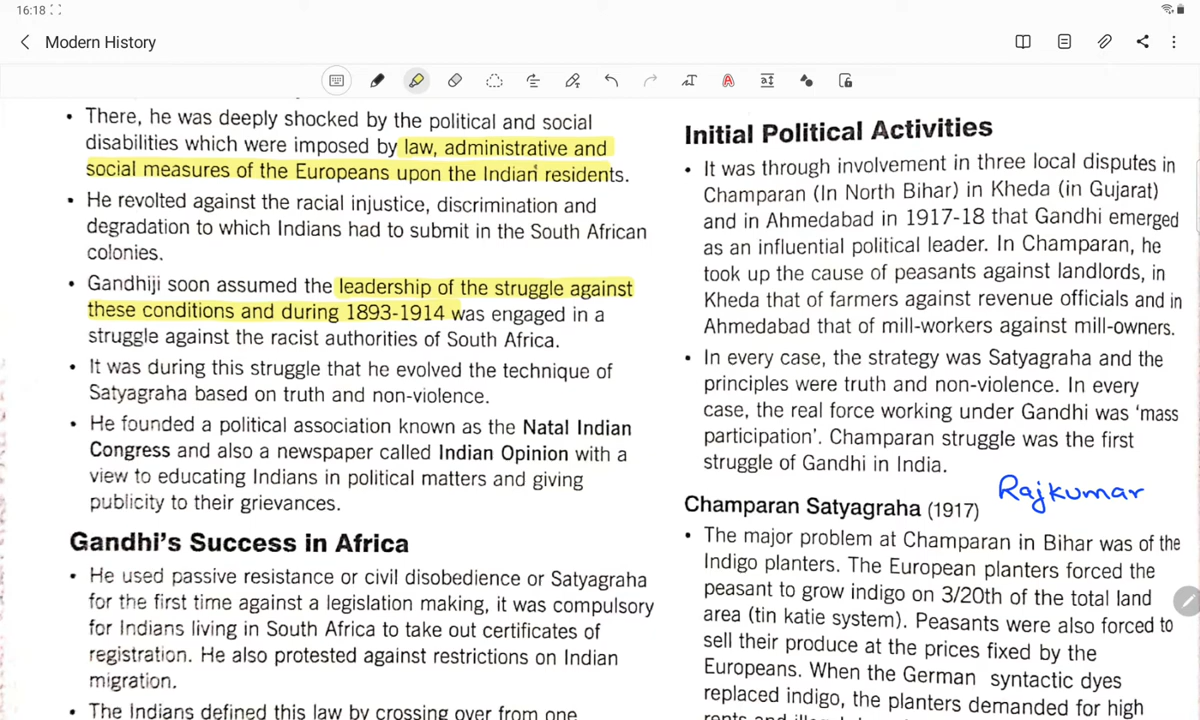 16:18
Modern History
There, he was deeply shocked by the political and social
disabilities which were imposed by law, administrative and
social measures of the Europeans upon the Indian residents.
• He revolted against the racial injustice, discrimination and
degradation to which Indians had to submit in the South African
colonies.
• Gandhiji soon assumed the leadership of the struggle against
these conditions and during 1893-1914 was engaged in a
struggle against the racist authorities of South Africa.
• It was during this struggle that he evolved the technique of
Satyagraha based on truth and non-violence.
• He founded a political association known as the Natal Indian
Congress and also a newspaper called Indian Opinion with a
view to educating Indians in political matters and giving
publicity to their grievances.
Gandhi's Success in Africa
• He used passive resistance or civil disobedience or Satyagraha
for the first time against a legislation making, it was compulsory
for Indians living in South Africa to take out certificates of
registration. He also protested against restrictions on Indian
migration.
• The Indians defined this law by crossing over from one
Initial Political Activities
• It was through involvement in three local disputes in
Champaran (In North Bihar) in Kheda (in Gujarat)
and in Ahmedabad in 1917-18 that Gandhi emerged
as an influential political leader. In Champaran, he
took up the cause of peasants against landlords, in
Kheda that of farmers against revenue officials and in
Ahmedabad that of mill-workers against mill-owners.
• In every case, the strategy was Satyagraha and the
principles were truth and non-violence. In every
case, the real force working under Gandhi was 'mass
participation'. Champaran struggle was the first
struggle of Gandhi in India.
Rajkumar
Champaran Satyagraha (1917)
• The major problem at Champaran in Bihar was of the
Indigo planters. The European planters forced the
peasant to grow indigo on 3/20th of the total land
area (tin katie system). Peasants were also forced to
sell their produce at the prices fixed by the
Europeans. When the German syntactic dyes
replaced indigo, the planters demanded for high
rents and